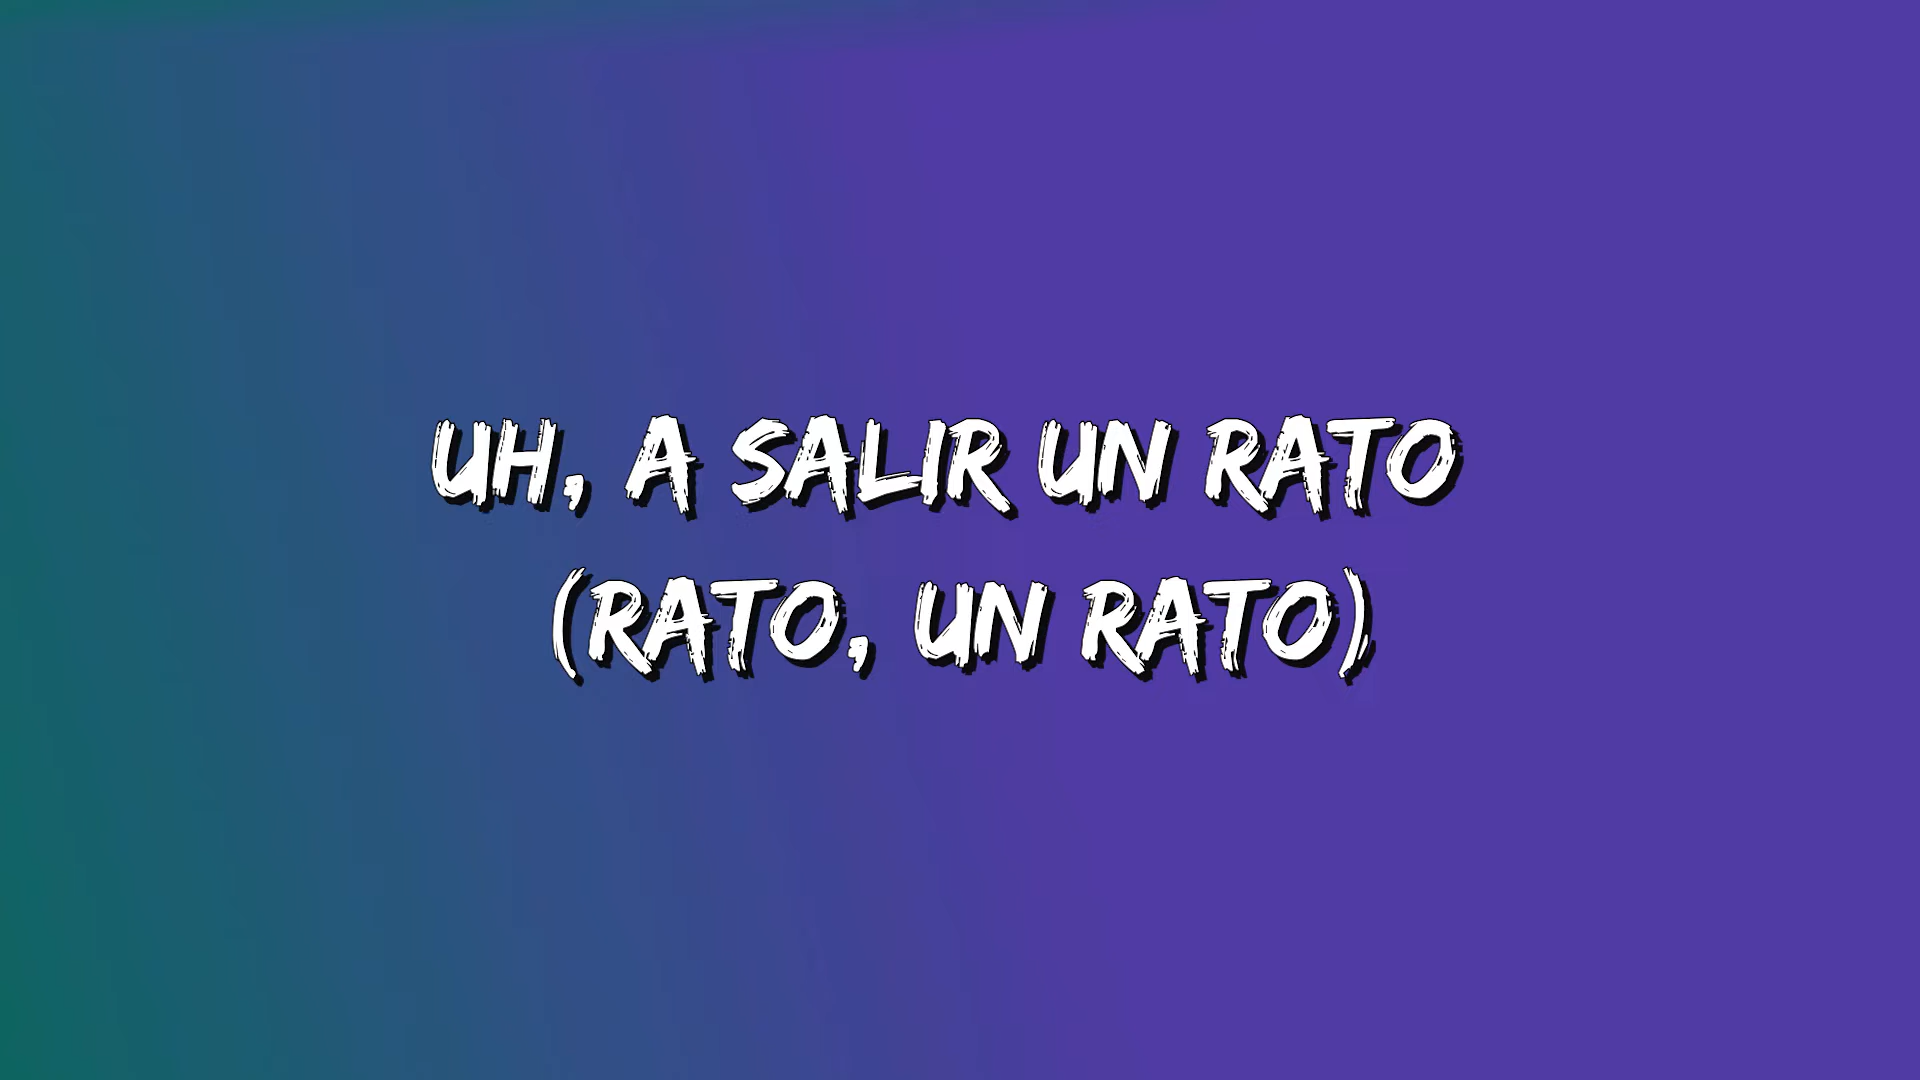 UH, A SALIR UN RATO
(RATO, UN RATO)